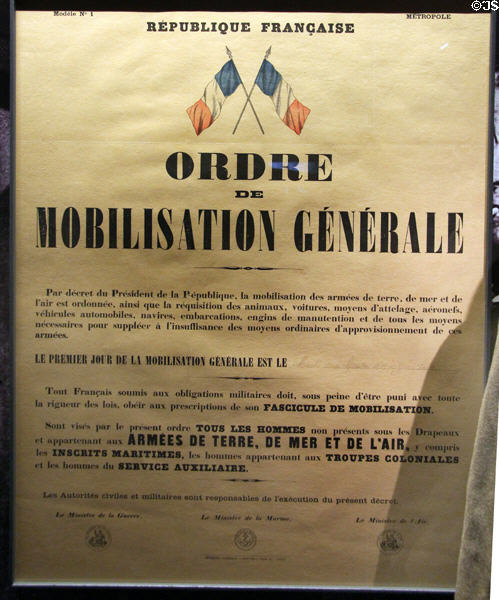 © JS
Modèle N° 1 MÉTROPOLE
RÉPUBLIQUE FRANÇAISE
ORDRE
DE
MOBILISATION GÉNÉRALE
Par décret du Président de la République, la mobilisation des armées de terre, de mer et de
l'air est ordonnée, ainsi que la réquisition des animaux, voitures, moyens d'attelage, aéronefs,
véhicules automobiles, navires, embarcations, engins de manutention et de tous les moyens
nécessaires pour suppléer à l'insuffisance des moyens ordinaires d'approvisionnement de ces
armées.
LE PREMIER JOUR DE LA MOBILISATION GÉNÉRALE EST LE
Tout Français soumis aux obligations militaires doit, sous peine d'être puni avec toute
la rigueur des lois, obéir aux prescriptions de son FASCICULE DE MOBILISATION.
Sont visés par le présent ordre TOUS LES HOMMES non présents sous les Drapeaux
et appartenant aux ARMÉES DE TERRE, DE MER ET DE L'AIR, y compris
les INSCRITS MARITIMES, les hommes appartenant aux TROUPES COLONIALES
et les hommes du SERVICE AUXILIAIRE.
Les Autorités civiles et militaires sont responsables de l'exécution du présent décret.
Le Ministre de la Guerre, Le Ministre de la Marine, Le Ministre de l'Air,